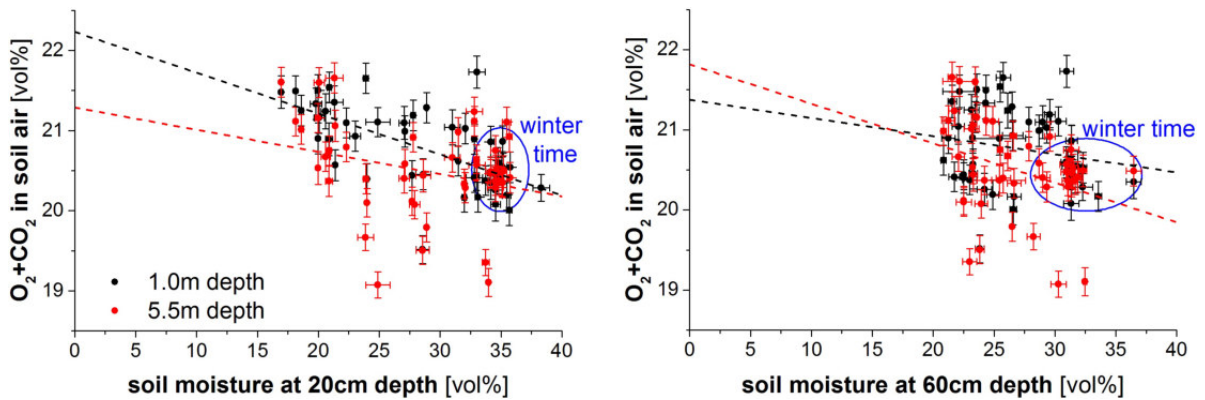 O₂+CO₂ in soil air [vol%]
22
21
20
19
winter
time
1.0m depth
5.5m depth
0 5 10 15 20 25 30 35 40
soil moisture at 20cm depth [vol%]
O₂+CO₂ in soil air [vol%]
22
21
20
19
winter time
0 5 10 15 20 25 30 35 40
soil moisture at 60cm depth [vol%]